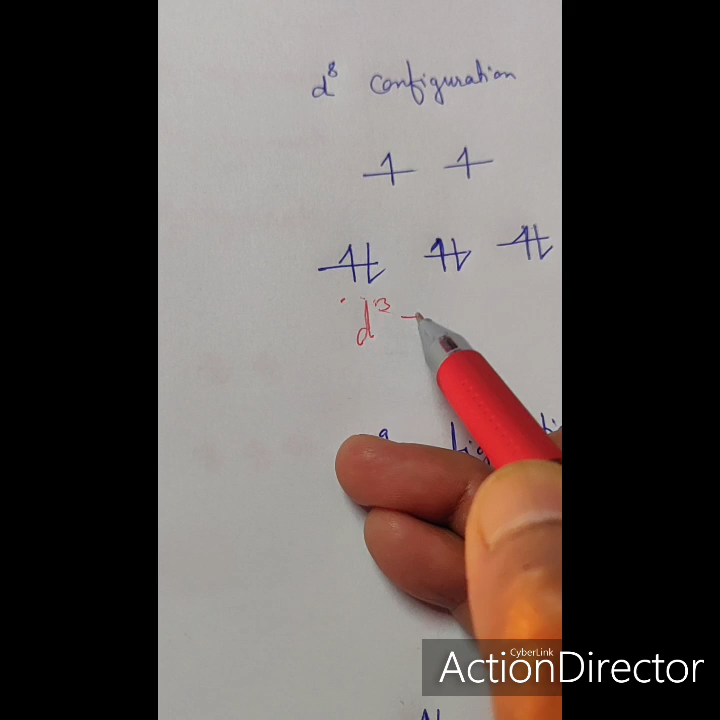 d⁸ configuration
d³ –
CyberLink
ActionDirector